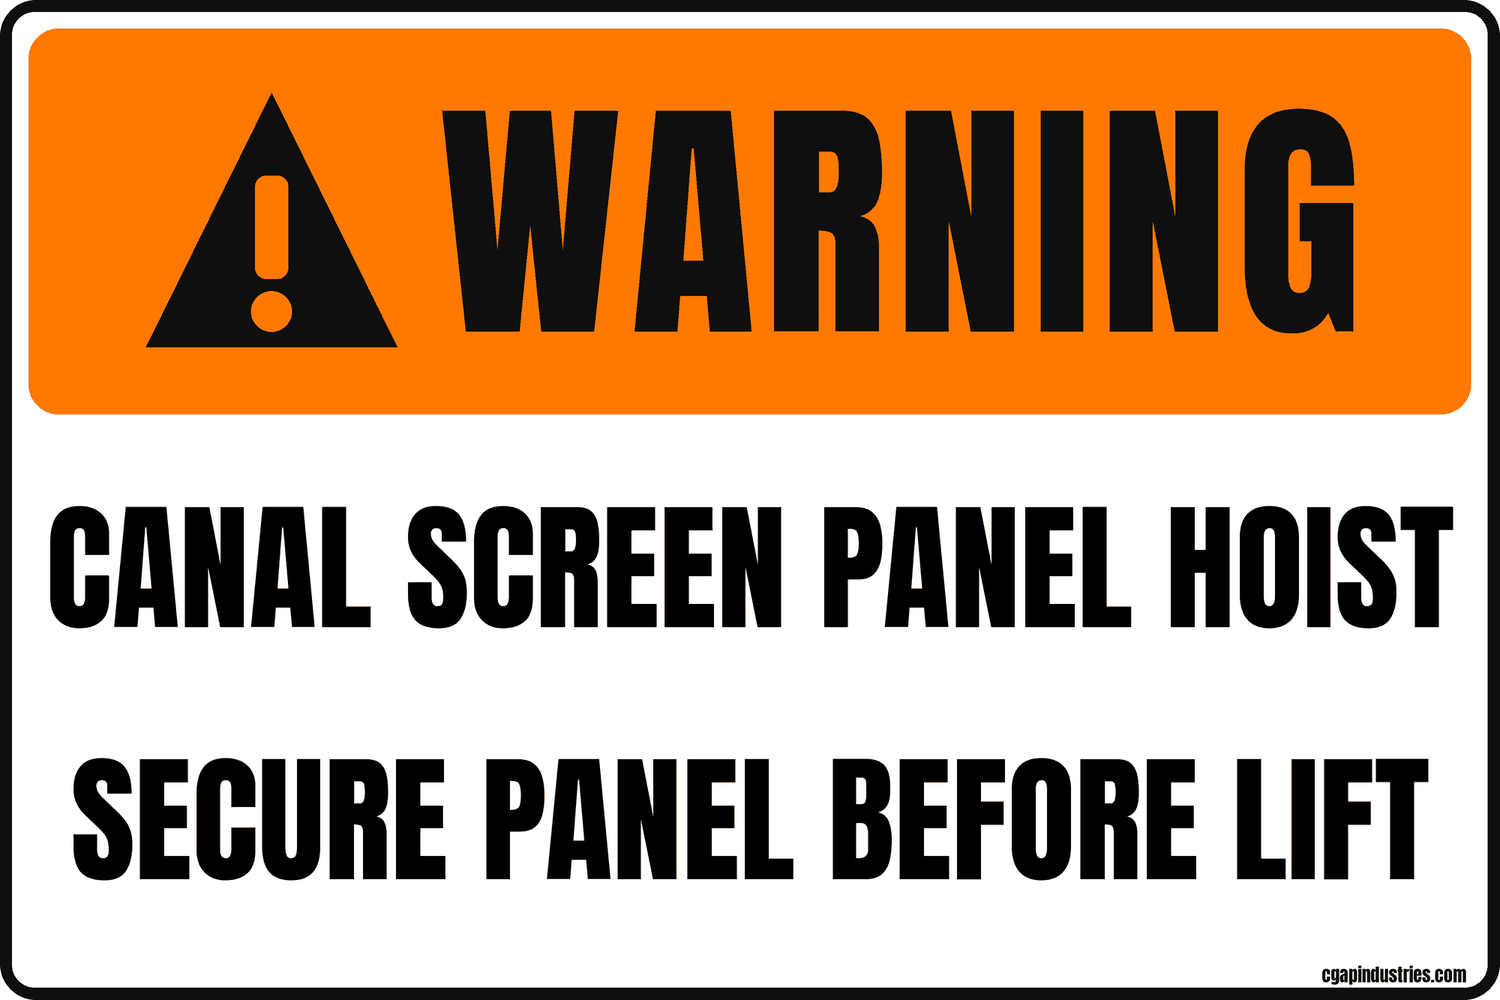 WARNING
CANAL SCREEN PANEL HOIST
SECURE PANEL BEFORE LIFT
cgapindustries.com